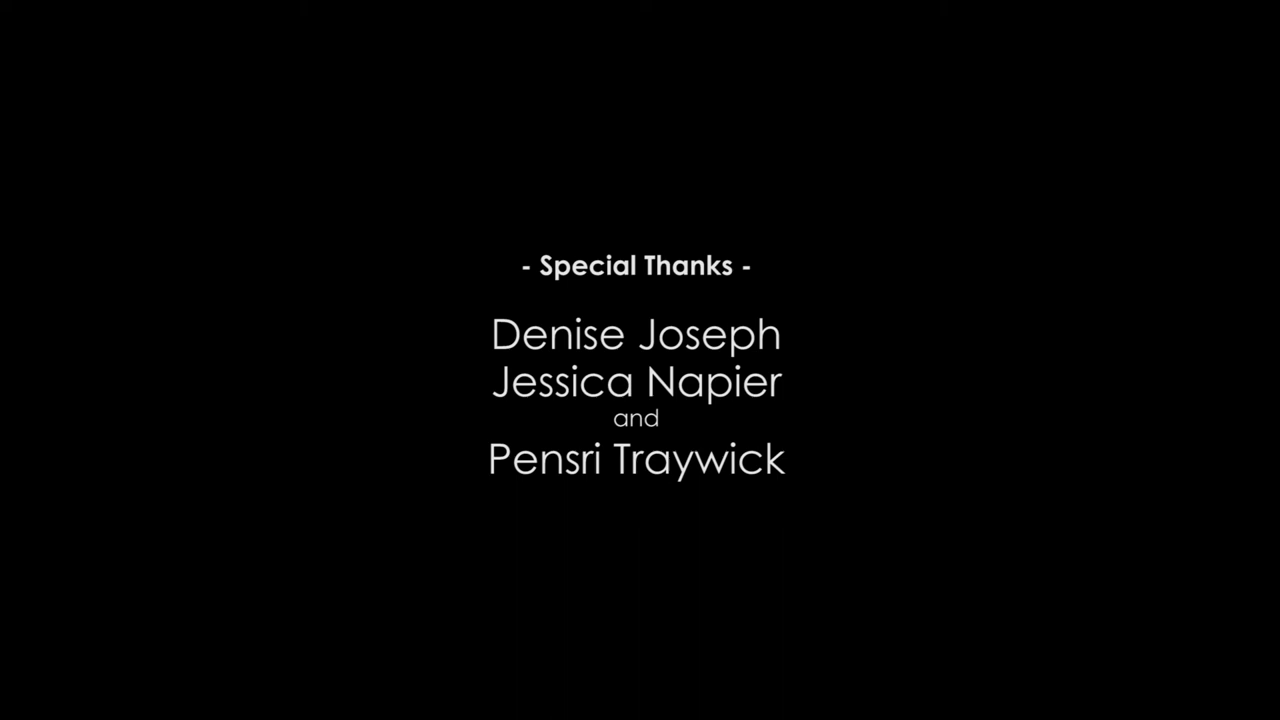 - Special Thanks -
Denise Joseph
Jessica Napier
and
Pensri Traywick